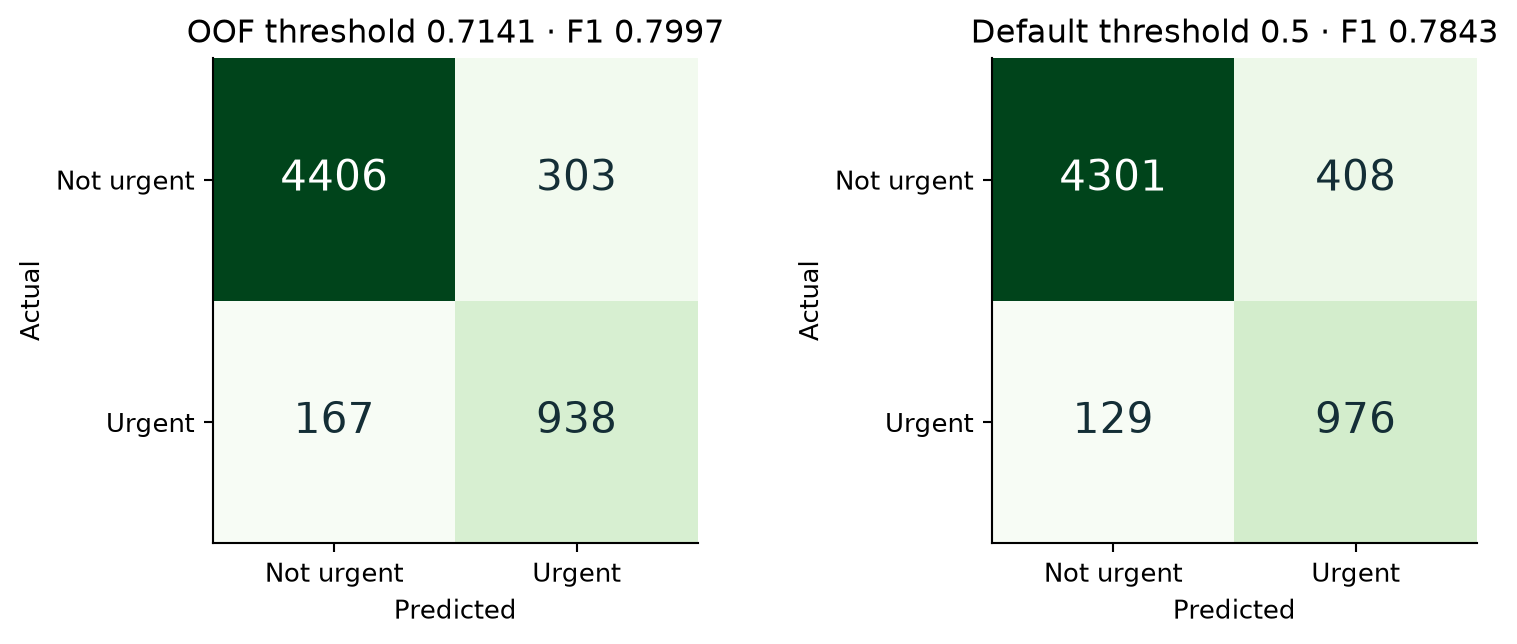 OOF threshold 0.7141 · F1 0.7997
Not urgent
4406
303
Actual
Urgent
167
938
Not urgent
Urgent
Predicted
Default threshold 0.5 · F1 0.7843
Not urgent
4301
408
Actual
Urgent
129
976
Not urgent
Urgent
Predicted